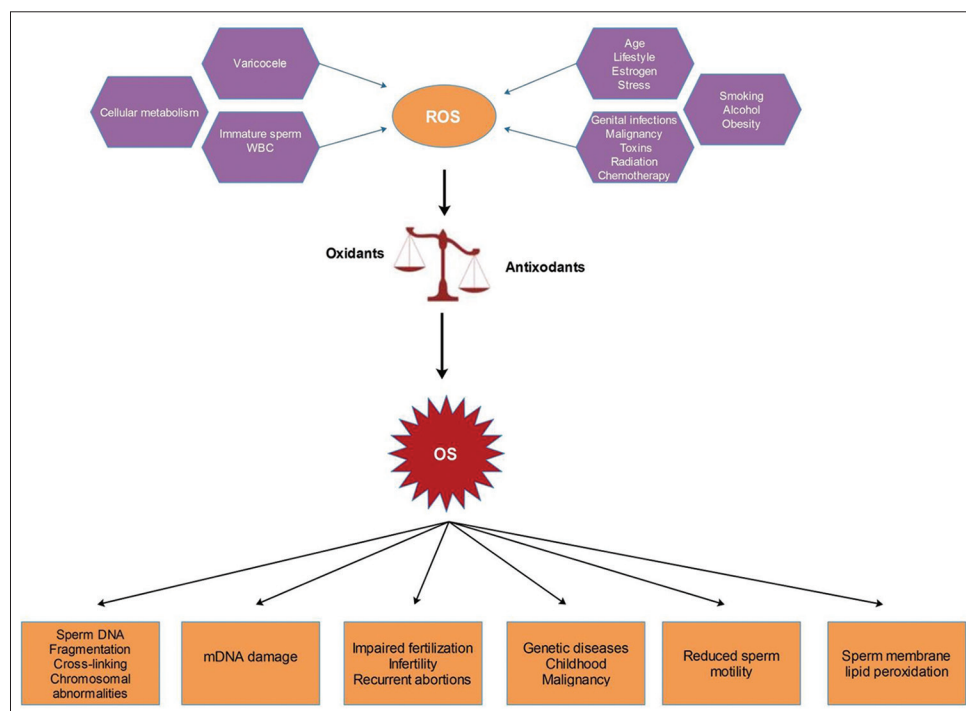 Varicocele
Cellular metabolism
Immature sperm
WBC
ROS
Age
Lifestyle
Estrogen
Stress
Smoking
Alcohol
Obesity
Genital infections
Malignancy
Toxins
Radiation
Chemotherapy
Oxidants
Antixodants
OS
Sperm DNA
Fragmentation
Cross-linking
Chromosomal
abnormalities
mDNA damage
Impaired fertilization
Infertility
Recurrent abortions
Genetic diseases
Childhood
Malignancy
Reduced sperm
motility
Sperm membrane
lipid peroxidation